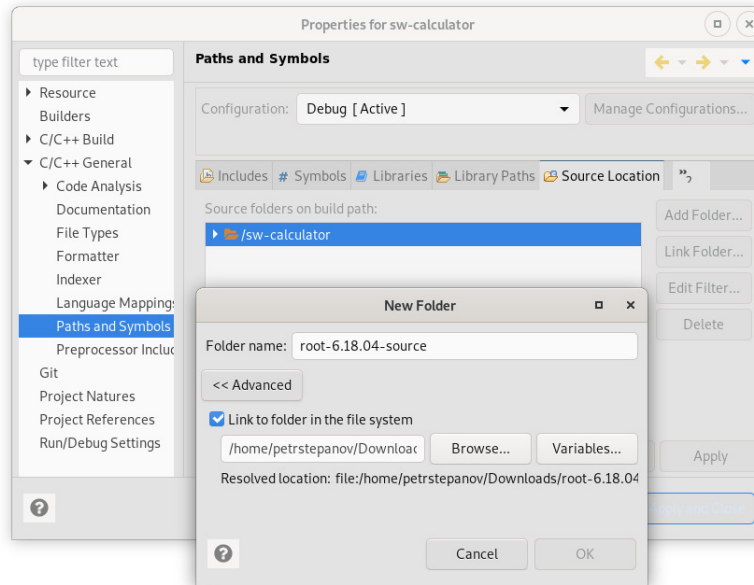 Properties for sw-calculator
type filter text
Paths and Symbols
Resource
Builders
C/C++ Build
C/C++ General
Code Analysis
Documentation
File Types
Formatter
Indexer
Language Mappings
Paths and Symbols
Preprocessor Includ
Git
Project Natures
Project References
Run/Debug Settings
Configuration: Debug [ Active ] Manage Configurations...
Includes # Symbols Libraries Library Paths Source Location »2
Source folders on build path:
/sw-calculator
Add Folder...
Link Folder...
Edit Filter...
Delete
New Folder
Folder name: root-6.18.04-source
<< Advanced
Link to folder in the file system
/home/petrstepanov/Downloac Browse... Variables...
Resolved location: file:/home/petrstepanov/Downloads/root-6.18.04
? Cancel OK
Apply
?